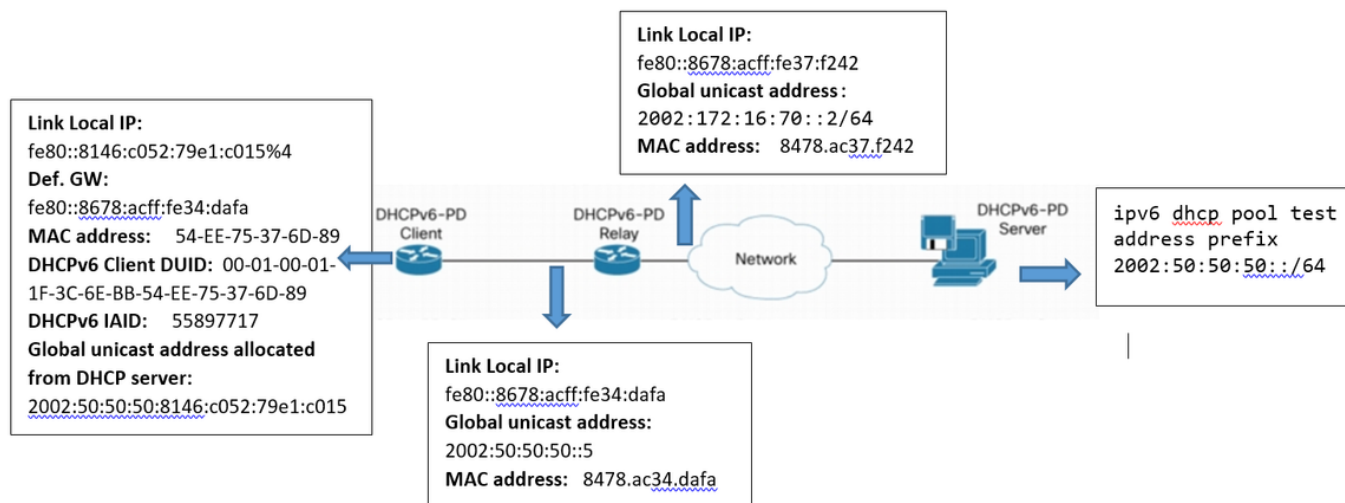 Link Local IP:
fe80::8678:acff:fe37:f242
Global unicast address :
2002:172:16:70::2/64
MAC address: 8478.ac37.f242
Link Local IP:
fe80::8146:c052:79e1:c015%4
Def. GW:
fe80::8678:acff:fe34:dafa
MAC address: 54-EE-75-37-6D-89
DHCPv6 Client DUID: 00-01-00-01-
1F-3C-6E-BB-54-EE-75-37-6D-89
DHCPv6 IAID: 55897717
Global unicast address allocated
from DHCP server:
2002:50:50:50:8146:c052:79e1:c015
DHCPv6-PD
Client
DHCPv6-PD
Relay
Network
DHCPv6-PD
Server
ipv6 dhcp pool test
address prefix
2002:50:50:50::/64
Link Local IP:
fe80::8678:acff:fe34:dafa
Global unicast address:
2002:50:50:50::5
MAC address: 8478.ac34.dafa